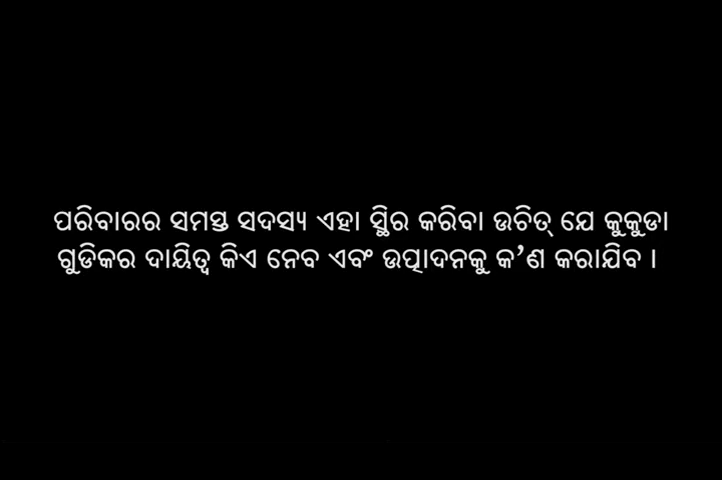 ପରିବାରର ସମସ୍ତ ସଦସ୍ୟ ଏହା ସ୍ଥିର କରିବା ଉଚିତ୍ ଯେ କୁକୁଡା
ଗୁଡିକର ଦାୟିତ୍ୱ କିଏ ନେବ ଏବଂ ଉତ୍ପାଦନକୁ କ’ଣ କରାଯିବ ।